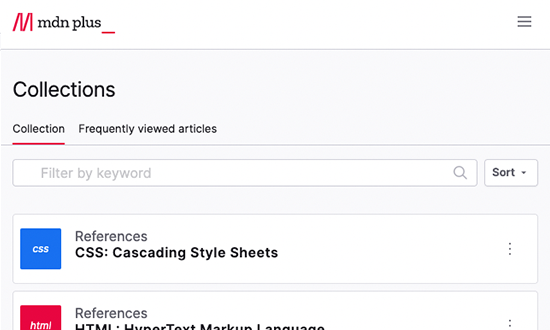 mdn plus_
Collections
Collection Frequently viewed articles
Filter by keyword Sort
css References
CSS: Cascading Style Sheets
html References
HTML: HyperText Markup Language